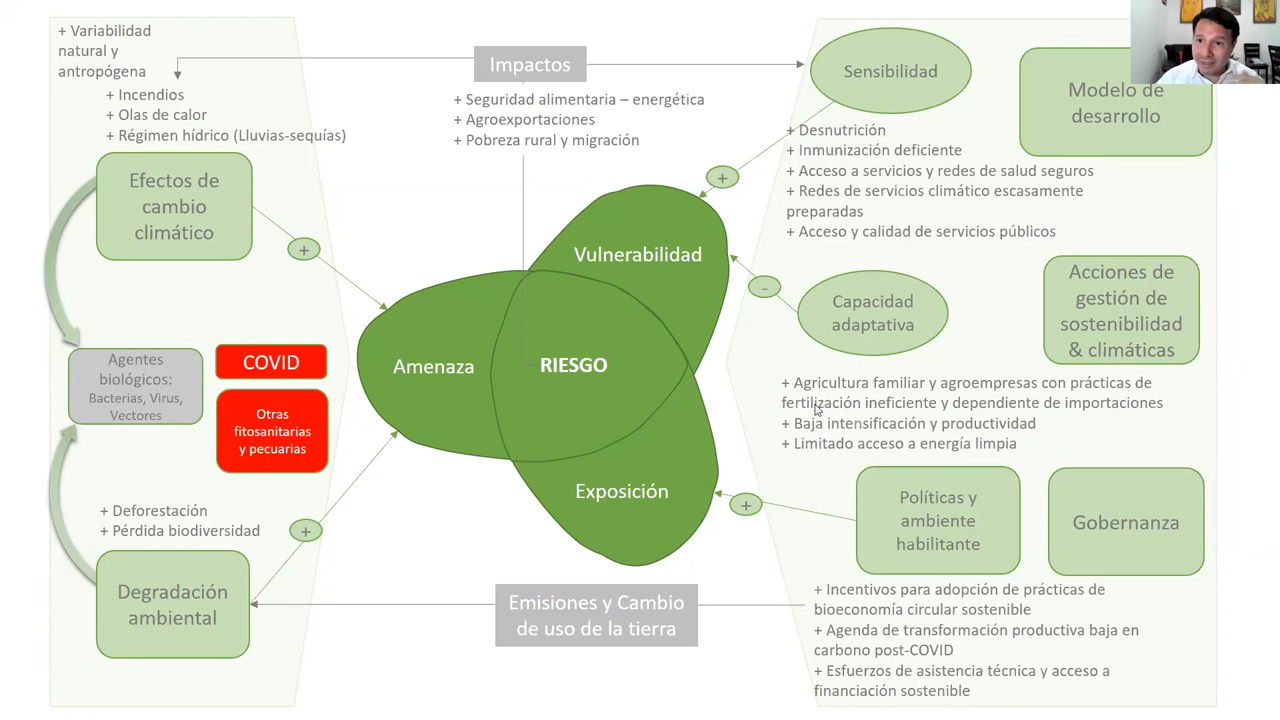 + Variabilidad
natural y
antropógena
+ Incendios
+ Olas de calor
+ Régimen hídrico (Lluvias-sequías)
Efectos de
cambio
climático
+
Agentes
biológicos:
Bacterias, Virus,
Vectores
COVID
Otras
fitosanitarias
y pecuarias
+ Deforestación
+ Pérdida biodiversidad
+
Degradación
ambiental
Impactos
+ Seguridad alimentaria – energética
+ Agroexportaciones
+ Pobreza rural y migración
Vulnerabilidad
Amenaza
RIESGO
Exposición
Emisiones y Cambio
de uso de la tierra
Sensibilidad
Modelo de
desarrollo
+
+ Desnutrición
+ Inmunización deficiente
+ Acceso a servicios y redes de salud seguros
+ Redes de servicios climático escasamente
preparadas
+ Acceso y calidad de servicios públicos
-
Capacidad
adaptativa
Acciones de
gestión de
sostenibilidad
& climáticas
+ Agricultura familiar y agroempresas con prácticas de
fertilización ineficiente y dependiente de importaciones
+ Baja intensificación y productividad
+ Limitado acceso a energía limpia
+
Políticas y
ambiente
habilitante
Gobernanza
+ Incentivos para adopción de prácticas de
bioeconomía circular sostenible
+ Agenda de transformación productiva baja en
carbono post-COVID
+ Esfuerzos de asistencia técnica y acceso a
financiación sostenible